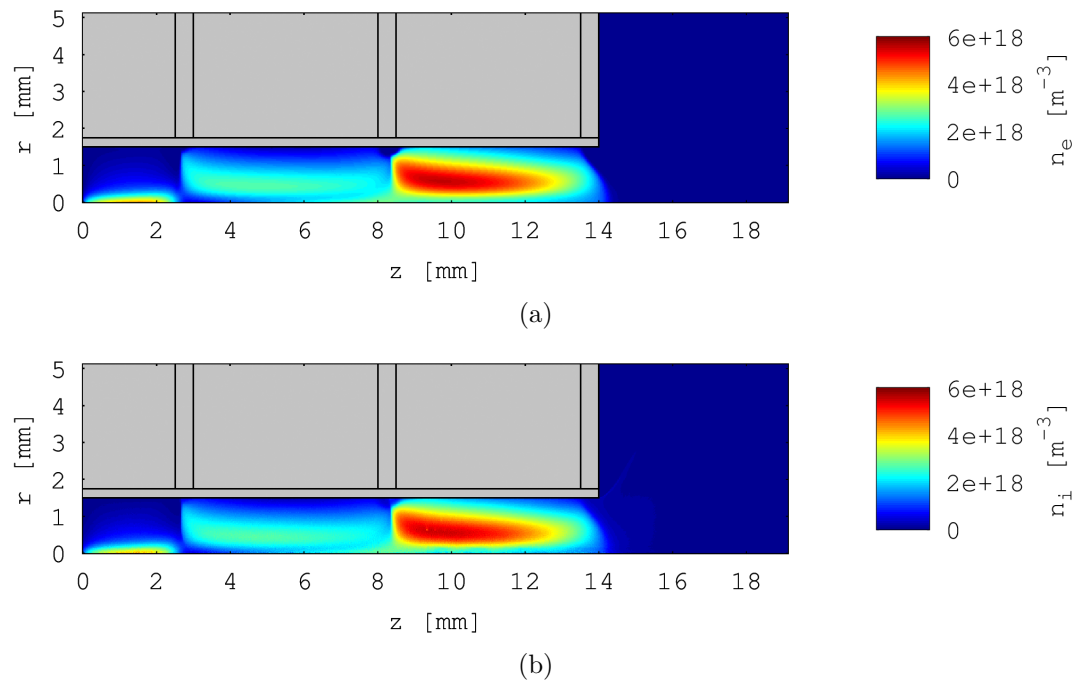 5
4
3
2
1
0
r [mm]
0 2 4 6 8 10 12 14 16 18
z [mm]
6e+18
4e+18
2e+18
0
n_e [m^{-3}]
(a)
5
4
3
2
1
0
r [mm]
0 2 4 6 8 10 12 14 16 18
z [mm]
6e+18
4e+18
2e+18
0
n_i [m^{-3}]
(b)